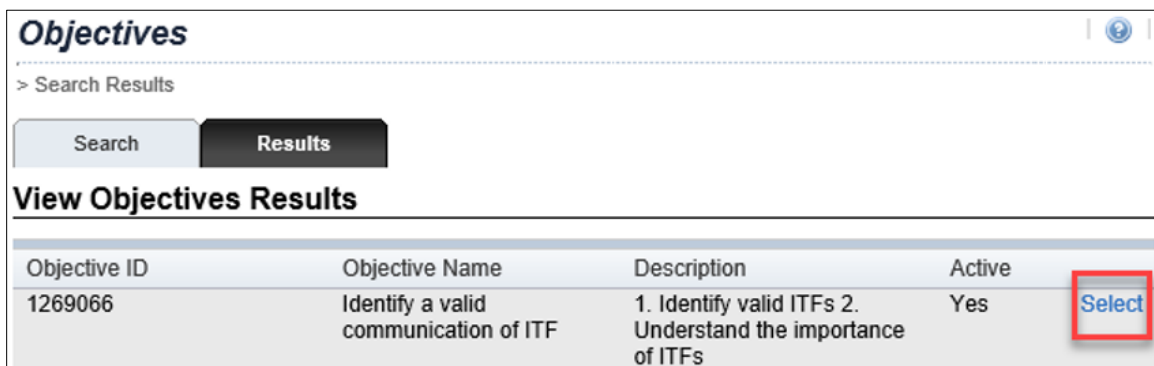 Objectives
> Search Results
Search Results
View Objectives Results
Objective ID Objective Name Description Active
1269066 Identify a valid 1. Identify valid ITFs 2. Yes Select
communication of ITF Understand the importance
of ITFs